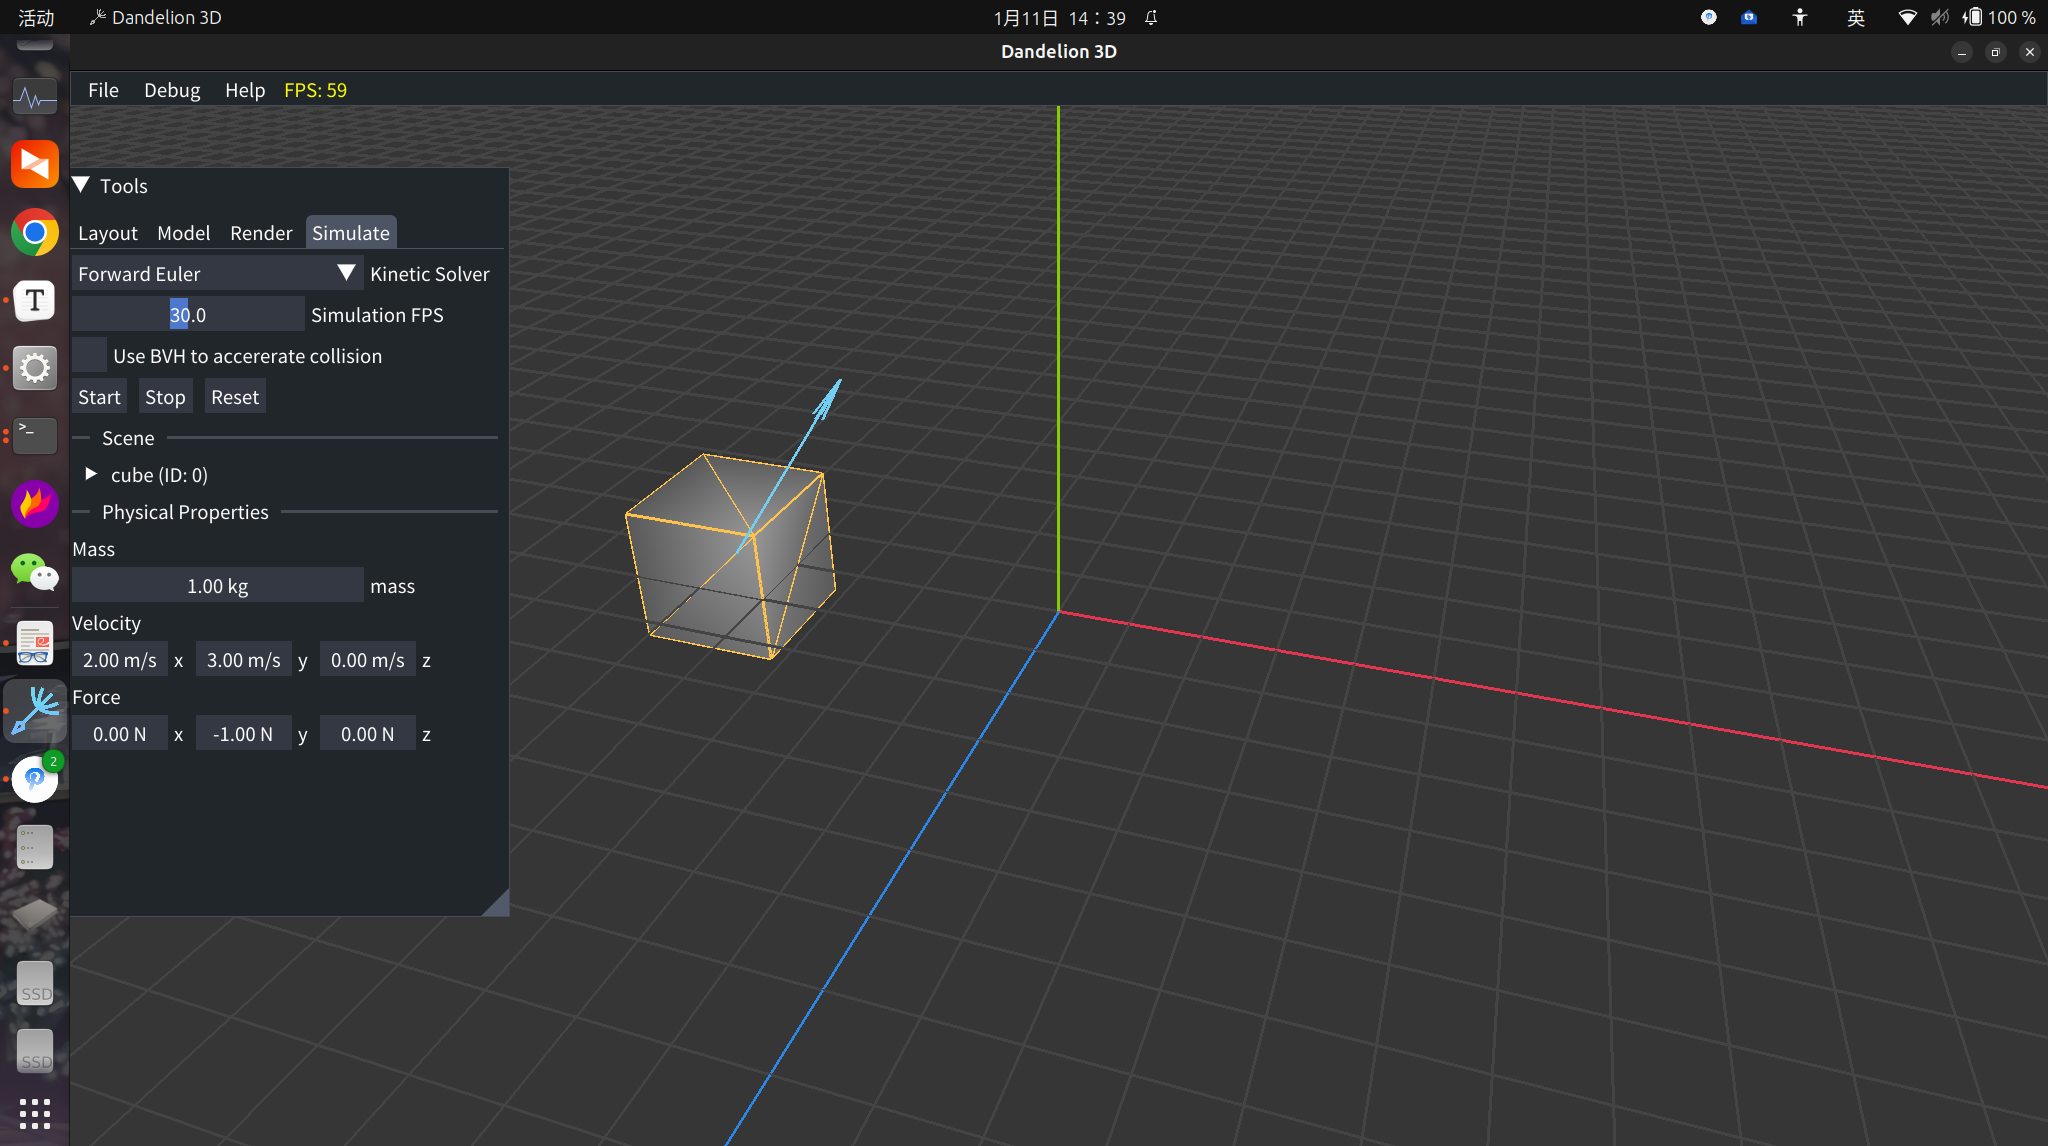 活动 Dandelion 3D 1月11日 14：39 英 100 %
Dandelion 3D
File Debug Help FPS: 59
Tools
Layout Model Render Simulate
Forward Euler Kinetic Solver
30.0 Simulation FPS
Use BVH to accererate collision
Start Stop Reset
Scene
cube (ID: 0)
Physical Properties
Mass
1.00 kg mass
Velocity
2.00 m/s x 3.00 m/s y 0.00 m/s z
Force
0.00 N x -1.00 N y 0.00 N z
T
>_
2
SSD
SSD